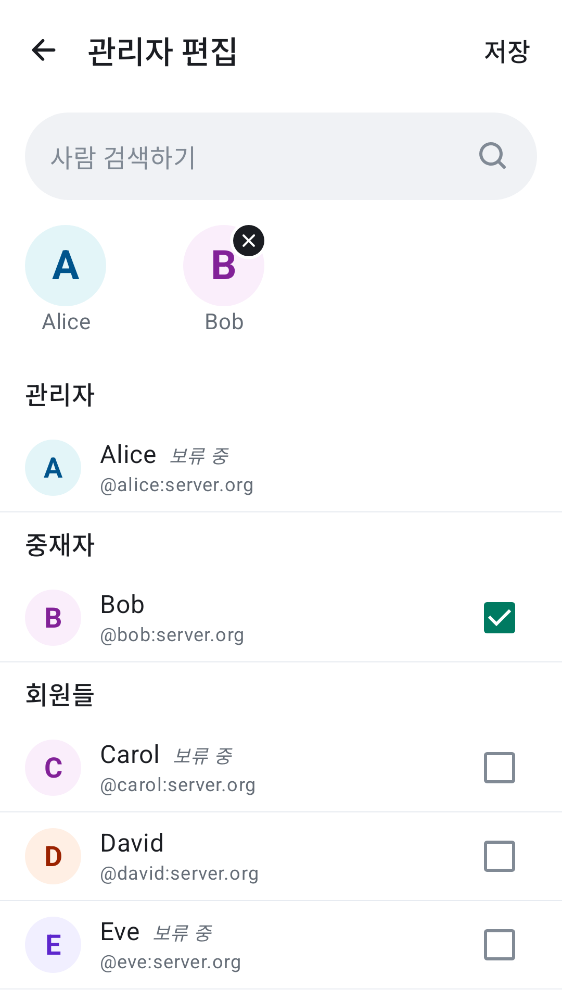 관리자 편집
저장
사람 검색하기
A
B
Alice
Bob
관리자
A
Alice 보류 중
@alice:server.org
중재자
B
Bob
@bob:server.org
회원들
C
Carol 보류 중
@carol:server.org
D
David
@david:server.org
E
Eve 보류 중
@eve:server.org